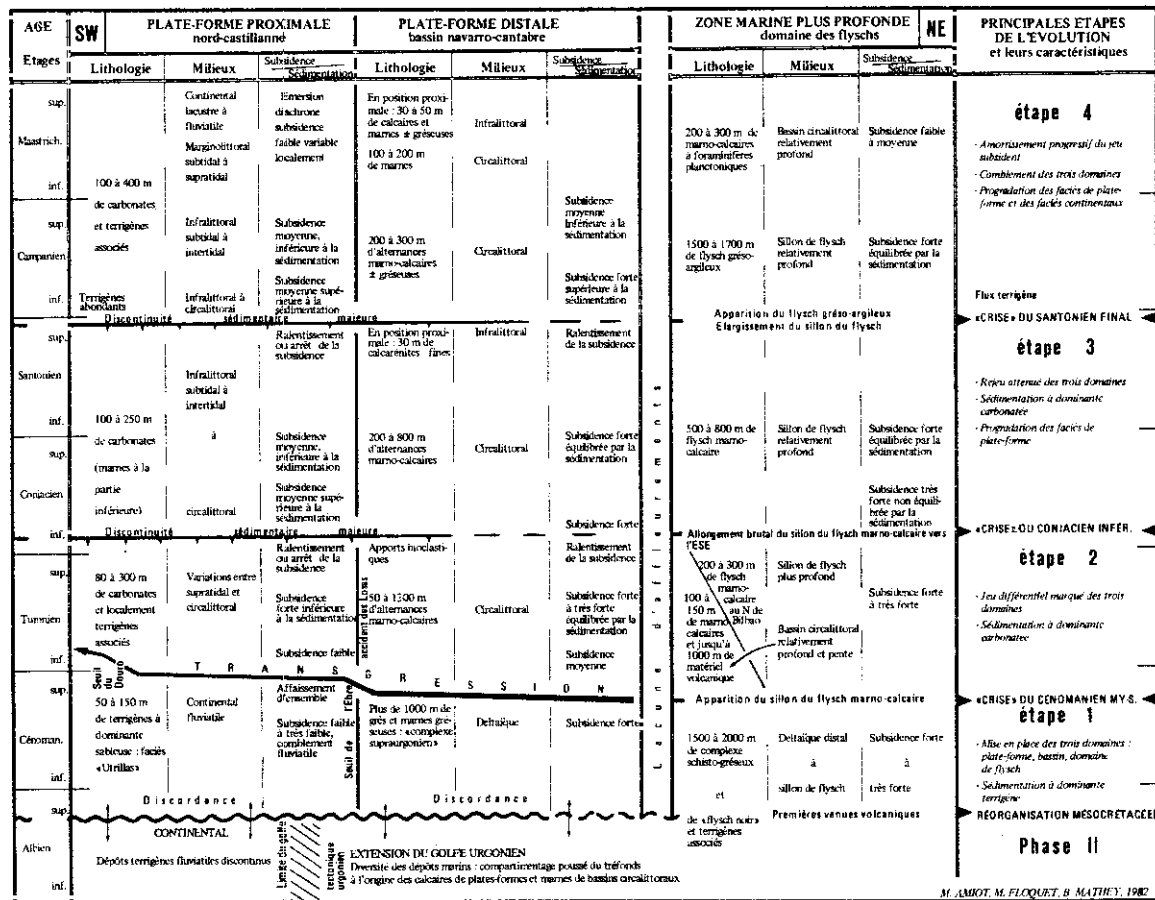 AGE
Etages
SW
PLATE-FORME PROXIMALE
nord-castillanne
PLATE-FORME DISTALE
bassin navarro-cantabre
ZONE MARINE PLUS PROFONDE
domaine des flyschs
NE
PRINCIPALES ETAPES
DE L'ÉVOLUTION
et leurs caractéristiques
Lithologie
Milieux
Subsidence
Sédimentation
Lithologie
Milieux
Subsidence
Sédimentation
Lithologie
Milieux
Subsidence
Sédimentation
sup.
Maastrich.
inf.
sup.
Campanien
inf.
sup.
Santonien
inf.
sup.
Coniacien
inf.
sup.
Turonien
inf.
sup.
Cénoman.
inf.
sup.
Albien
inf.
100 à 400 m
de carbonates
et terrigènes
associés
Terrigènes
abondants
Continental
lacustre à
fluviatile
Marginolittoral
subtidal à
supratidal
Infralittoral
subtidal à
intertidal
Infralittoral à
circalittoral
Emersion
diachrone
subsidence
faible variable
localement
Subsidence
moyenne,
inférieure à la
sédimentation
Subsidence
moyenne supé-
rieure à la
sédimentation
En position proxi-
male : 30 à 50 m
de calcaires et
marnes ± gréseuses
100 à 200 m
de marnes
200 à 300 m
d'alternances
marno-calcaires
± gréseuses
Infralittoral
Circalittoral
Circalittoral
Subsidence
moyenne
inférieure à la
sédimentation
Subsidence forte
supérieure à la
sédimentation
200 à 300 m de
marno-calcaires
à foraminifères
planctoniques
Bassin circalittoral
relativement
profond
Subsidence faible
à moyenne
1500 à 1700 m
de flysch gréso-
argileux
Sillon de flysch
relativement
profond
Subsidence forte
équilibrée par la
sédimentation
étape 4
- Amortissement progressif du jeu
subsident
- Comblement des trois domaines
- Progradation des faciès de plate-
forme et des faciès continentaux
Flux terrigène
Discontinuité sédimentaire majeure
Apparition du flysch gréso-argileux
Elargissement du sillon du flysch
«CRISE» DU SANTONIEN FINAL
100 à 250 m
de carbonates
(marnes à la
partie
inférieure)
Infralittoral
subtidal à
intertidal
à
circalittoral
Ralentissement
ou arrêt de la
subsidence
Subsidence
moyenne,
inférieure à la
sédimentation
Subsidence
moyenne supé-
rieure à la
sédimentation
En position proxi-
male : 30 m de
calcarénites fines
200 à 800 m
d'alternances
marno-calcaires
Infralittoral
Circalittoral
Ralentissement
de la subsidence
Subsidence forte
équilibrée par la
sédimentation
Subsidence forte
500 à 800 m de
flysch marno-
calcaire
Sillon de flysch
relativement
profond
Subsidence forte
équilibrée par la
sédimentation
Subsidence très
forte non équili-
brée par la
sédimentation
étape 3
- Rejeu attenué des trois domaines
- Sédimentation à dominante
carbonatée
- Progradation des faciès de
plate-forme
Discontinuité sédimentaire majeure
Allongement brutal du sillon du flysch marno-calcaire vers
l'ESE
«CRISE» DU CONIACIEN INFÉR.
80 à 300 m
de carbonates
et localement
terrigènes
associés
Variations entre
supratidal et
circalittoral
Ralentissement
ou arrêt de la
subsidence
Subsidence
forte inférieure
à la sédimentation
Subsidence faible
accident des Losas
Apports bioclasti-
ques
50 à 1300 m
d'alternances
marno-calcaires
Circalittoral
Ralentissement
de la subsidence
Subsidence forte
à très forte
équilibrée par la
sédimentation
Subsidence
moyenne
200 à 300 m
de flysch
marno-calcaire
100 à
150 m au N
de marno Bilbao
calcaires
et jusqu'à
1000 m de
matériel
volcanique
Sillon de flysch
plus profond
Bassin circalittoral
relativement
profond et pente
Subsidence forte
à très forte
étape 2
- Jeu différentiel marqué des trois
domaines
- Sédimentation à dominante
carbonatée
Lacune d'affleurements
TRANSGRESSION
Seuil du Douro
Seuil de l'Ebre
Apparition du sillon du flysch marno-calcaire
«CRISE» DU CÉNOMANIEN MY-S.
50 à 150 m
de terrigènes à
dominante
sableuse : faciès
«Utrillas»
Continental
fluviatile
Affaissement
d'ensemble
Subsidence faible
à très faible,
comblement
fluviatile
Plus de 1000 m de
grès et marnes gré-
seuses : «complexe
supraurgonien»
Deltaïque
Subsidence forte
1500 à 2000 m
de complexe
schisto-gréseux
et
de «flysch noir»
et terrigènes
associés
Deltaïque distal
à
sillon de flysch
Subsidence forte
à
très forte
Premières venues volcaniques
étape 1
- Mise en place des trois domaines :
plate-forme, bassin, domaine
de flysch
- Sédimentation à dominante
terrigène
Discordance
Discordance
RÉORGANISATION MÉSOCRÉTACÉE
CONTINENTAL
Dépôts terrigènes fluviatiles discontinus
Limite du golfe
tectonique
urgonien
EXTENSION DU GOLFE URGONIEN
Diversité des dépôts marins : compartimentage poussé du tréfonds
à l'origine des calcaires de plates-formes et marnes de bassins circalittoraux
Phase II
M. AMIOT, M. FLOQUET, B. MATHEY, 1982